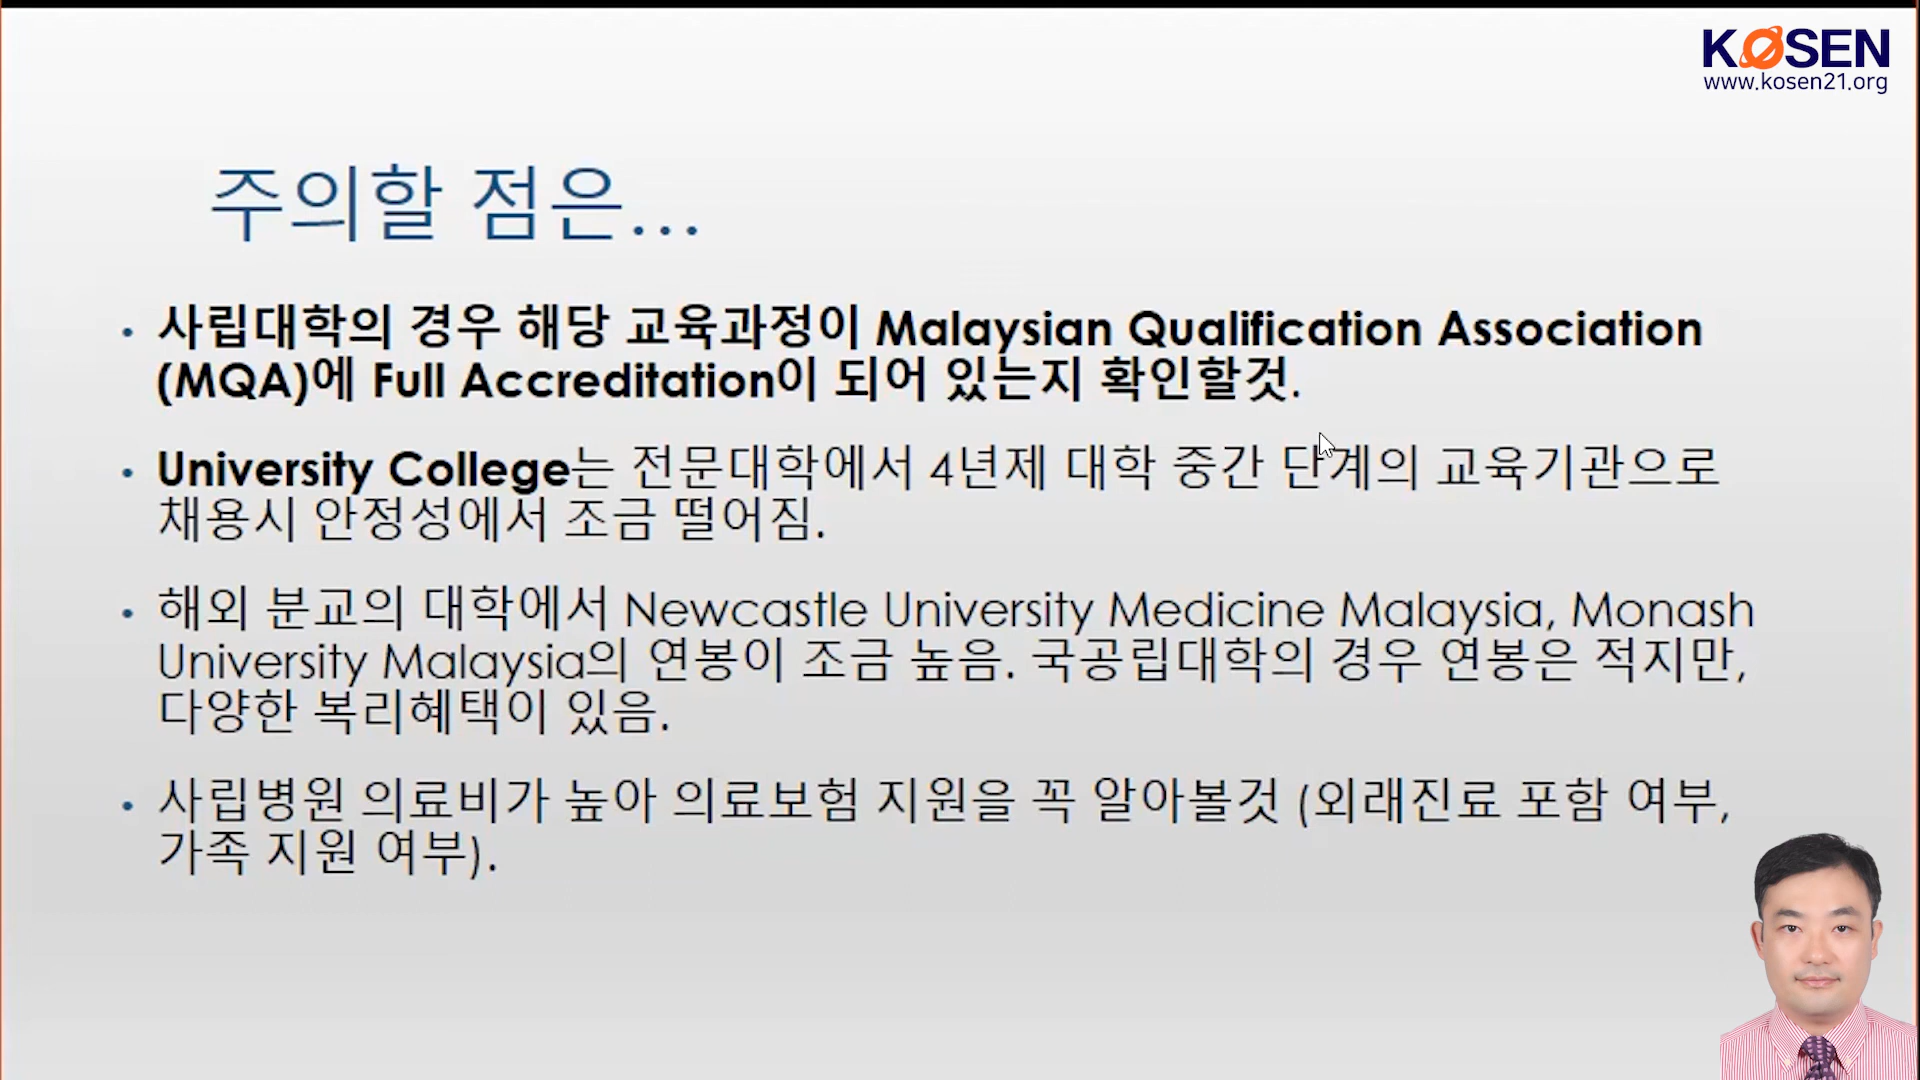 KOSEN
www.kosen21.org
주의할 점은...
• 사립대학의 경우 해당 교육과정이 Malaysian Qualification Association
(MQA)에 Full Accreditation이 되어 있는지 확인할것.
• University College는 전문대학에서 4년제 대학 중간 단계의 교육기관으로
채용시 안정성에서 조금 떨어짐.
• 해외 분교의 대학에서 Newcastle University Medicine Malaysia, Monash
University Malaysia의 연봉이 조금 높음. 국공립대학의 경우 연봉은 적지만,
다양한 복리혜택이 있음.
• 사립병원 의료비가 높아 의료보험 지원을 꼭 알아볼것 (외래진료 포함 여부,
가족 지원 여부).